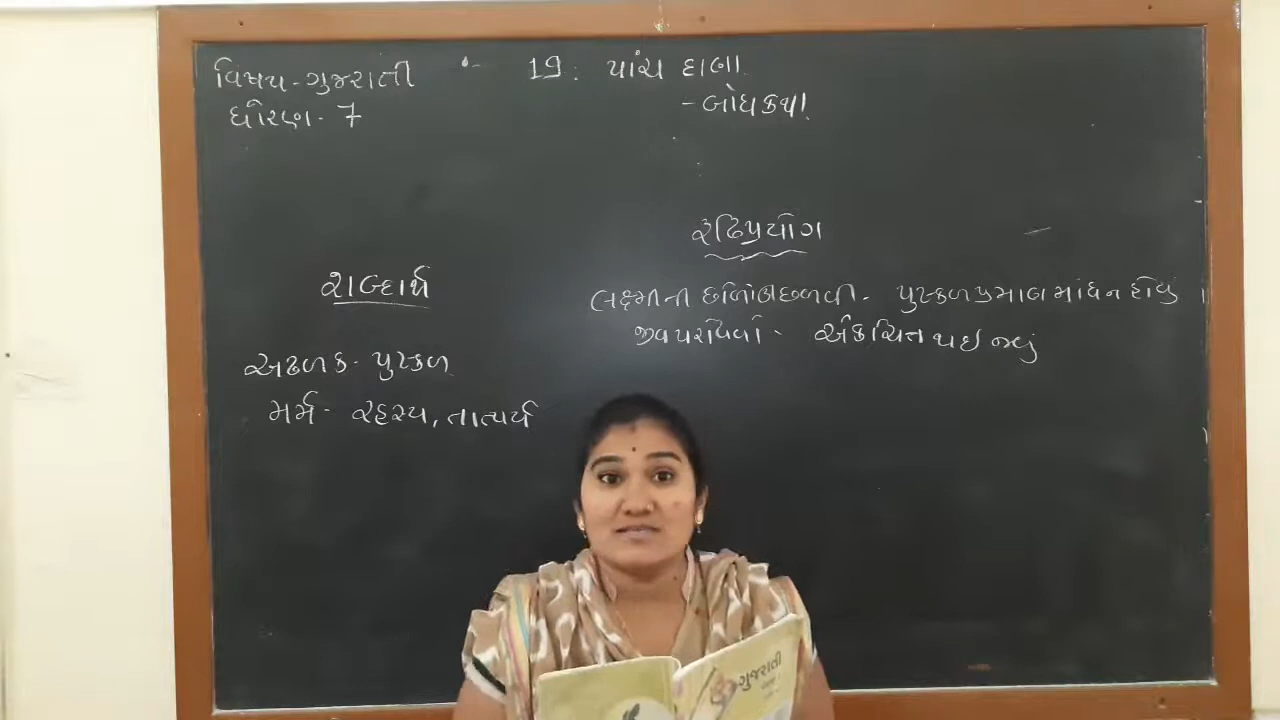 વિષય - ગુજરાતી
ધોરણ - 7
19 : પાંચ દાણા
- બોધકથા
રૂઢિપ્રયોગ
શબ્દાર્થ
લક્ષ્મીની છોળો ઊછળવી - પુષ્કળ પ્રમાણમાં ધન હોવું
જીવ પરોવવો - એકચિત્ત થઈ જવું
અઢળક - પુષ્કળ
મર્મ - રહસ્ય, તાત્પર્ય
ગુજરાતી